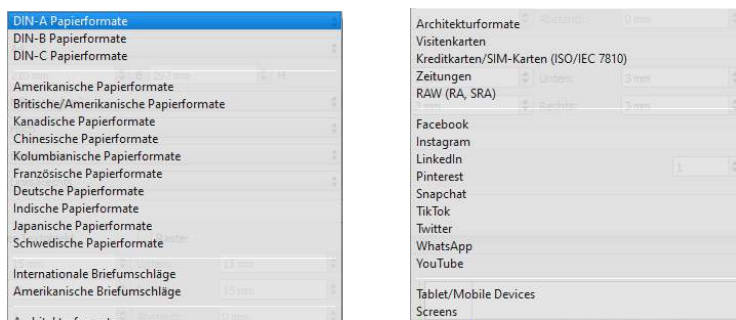 DIN-A Papierformate
DIN-B Papierformate
DIN-C Papierformate
Amerikanische Papierformate
Britische/Amerikanische Papierformate
Kanadische Papierformate
Chinesische Papierformate
Kolumbianische Papierformate
Französische Papierformate
Deutsche Papierformate
Indische Papierformate
Japanische Papierformate
Schwedische Papierformate
Internationale Briefumschläge
Amerikanische Briefumschläge
Architekturformate
Visitenkarten
Kreditkarten/SIM-Karten (ISO/IEC 7810)
Zeitungen
RAW (RA, SRA)
Facebook
Instagram
LinkedIn
Pinterest
Snapchat
TikTok
Twitter
WhatsApp
YouTube
Tablet/Mobile Devices
Screens